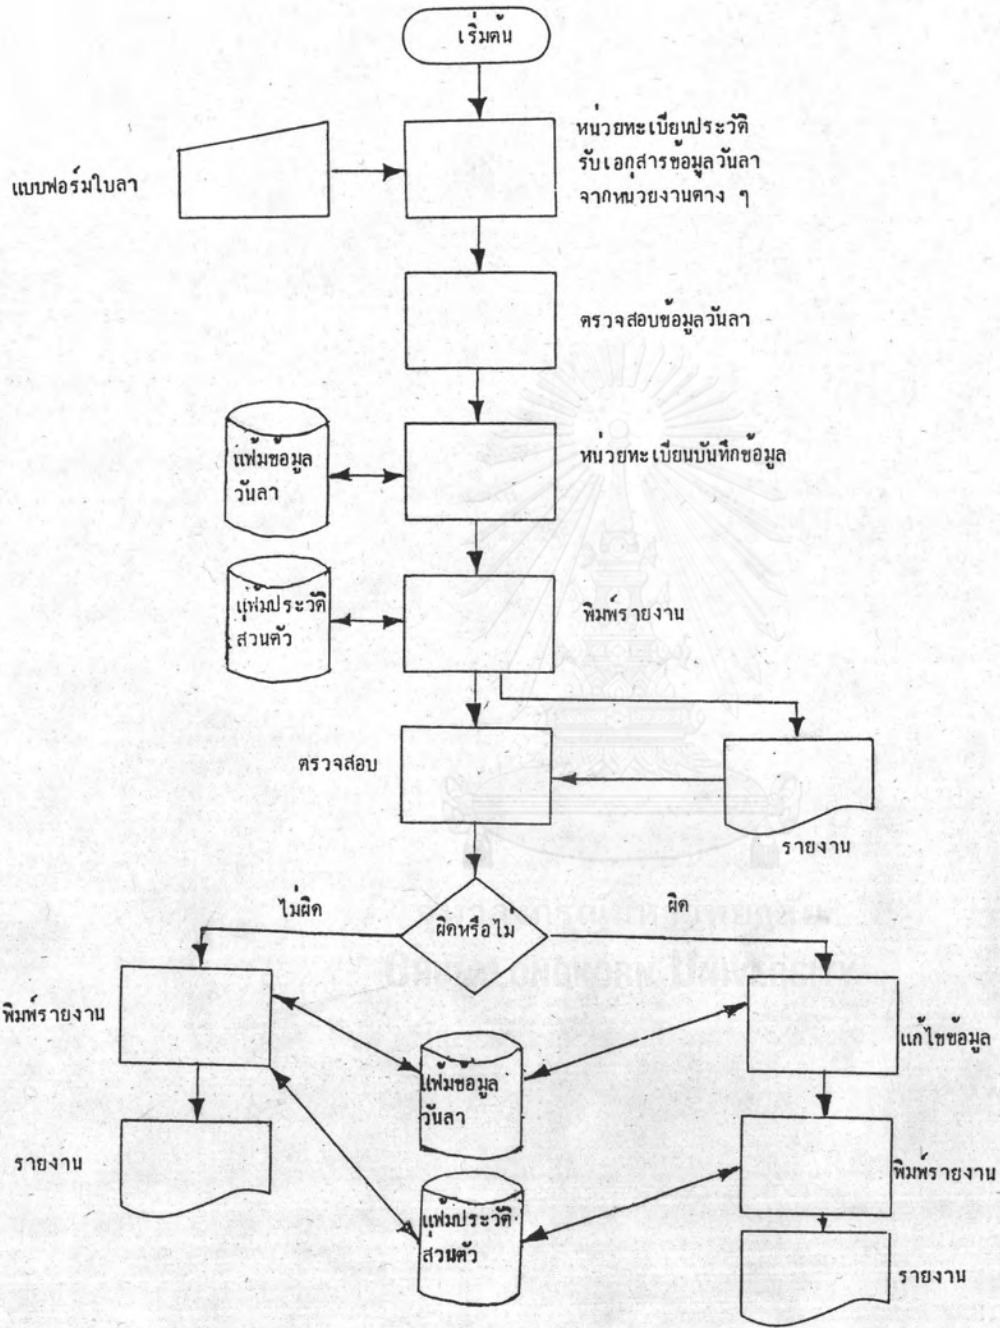 เริ่มต้น
แบบฟอร์มใบลา
หน่วยทะเบียนประวัติ
รับเอกสารข้อมูลวันลา
จากหน่วยงานต่าง ๆ
ตรวจสอบข้อมูลวันลา
แฟ้มข้อมูล
วันลา
หน่วยทะเบียนบันทึกข้อมูล
แฟ้มประวัติ
ส่วนตัว
พิมพ์รายงาน
ตรวจสอบ
รายงาน
ไม่ผิด
ผิดหรือไม่
ผิด
พิมพ์รายงาน
แก้ไขข้อมูล
แฟ้มข้อมูล
วันลา
รายงาน
พิมพ์รายงาน
แฟ้มประวัติ
ส่วนตัว
รายงาน